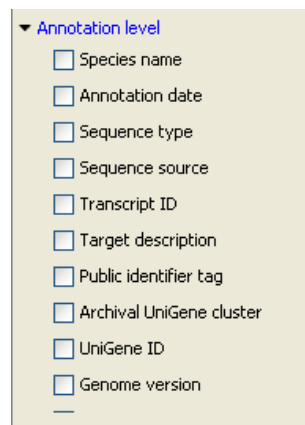 Annotation level
Species name
Annotation date
Sequence type
Sequence source
Transcript ID
Target description
Public identifier tag
Archival UniGene cluster
UniGene ID
Genome version